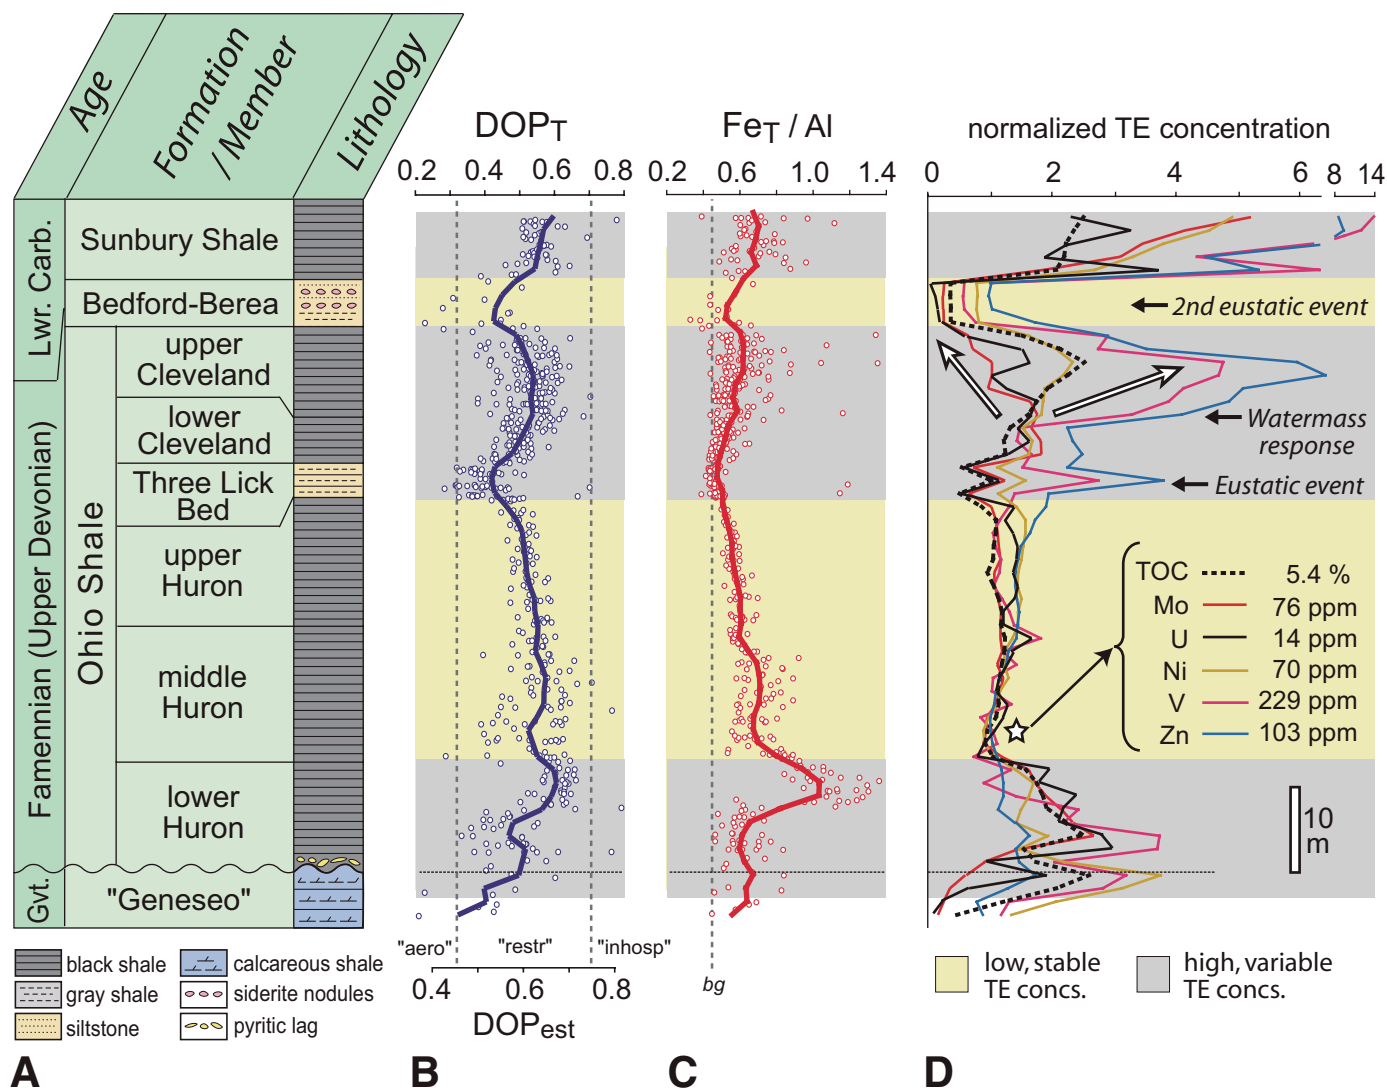 Age
Formation
/ Member
Lithology
Lwr. Carb.
Famennian (Upper Devonian)
Gvt.
Ohio Shale
Sunbury Shale
Bedford-Berea
upper
Cleveland
lower
Cleveland
Three Lick
Bed
upper
Huron
middle
Huron
lower
Huron
"Geneseo"
black shale
gray shale
siltstone
calcareous shale
siderite nodules
pyritic lag
A
DOPT
0.2 0.4 0.6 0.8
"aero" "restr" "inhosp"
0.4 0.6 0.8
DOPest
B
FeT / Al
0.2 0.6 1.0 1.4
bg
C
normalized TE concentration
0 2 4 6 8 14
2nd eustatic event
Watermass
response
Eustatic event
TOC 5.4 %
Mo 76 ppm
U 14 ppm
Ni 70 ppm
V 229 ppm
Zn 103 ppm
10
m
low, stable
TE concs.
high, variable
TE concs.
D